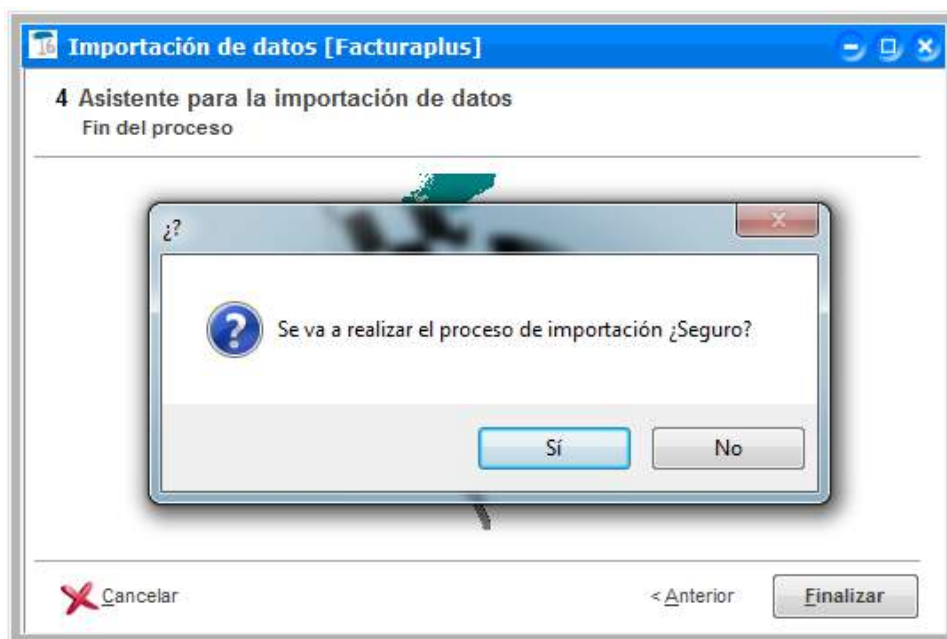 Importación de datos [Facturaplus]
4 Asistente para la importación de datos
Fin del proceso
¿?
Se va a realizar el proceso de importación ¿Seguro?
Sí
No
Cancelar
< Anterior
Finalizar